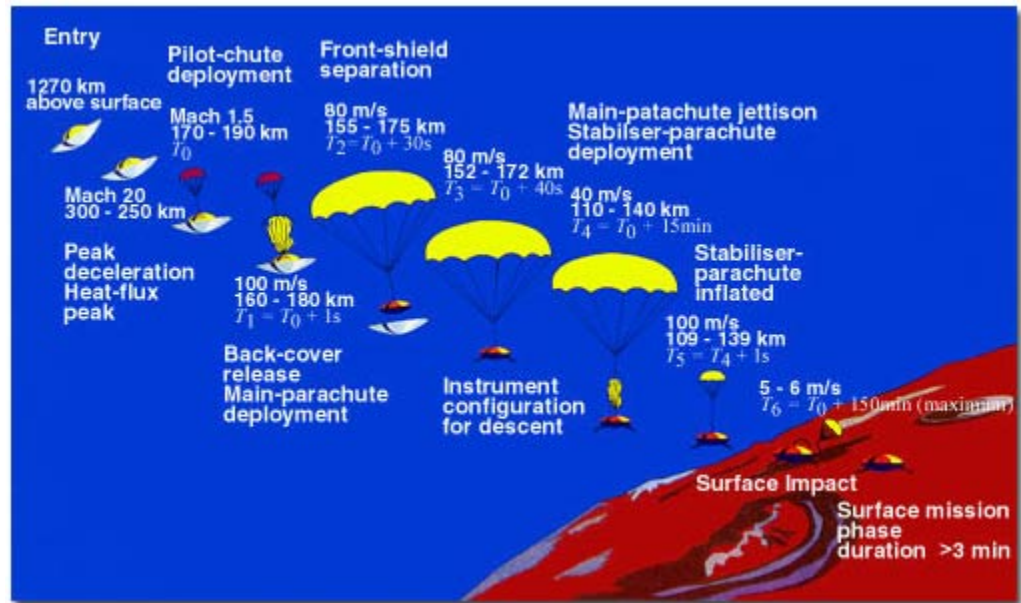 Entry
1270 km
above surface
Mach 20
300 - 250 km
Peak
deceleration
Heat-flux
peak
Pilot-chute
deployment
Mach 1.5
170 - 190 km
T0
100 m/s
160 - 180 km
T1 = T0 + 1s
Back-cover
release
Main-parachute
deployment
Front-shield
separation
80 m/s
155 - 175 km
T2=T0 + 30s
80 m/s
152 - 172 km
T3 = T0 + 40s
Instrument
configuration
for descent
Main-patachute jettison
Stabilser-parachute
deployment
40 m/s
110 - 140 km
T4 = T0 + 15min
Stabiliser-
parachute
inflated
100 m/s
109 - 139 km
T5 = T4 + 1s
5 - 6 m/s
T6 = T0 + 150min (maximum)
Surface Impact
Surface mission
phase
duration >3 min